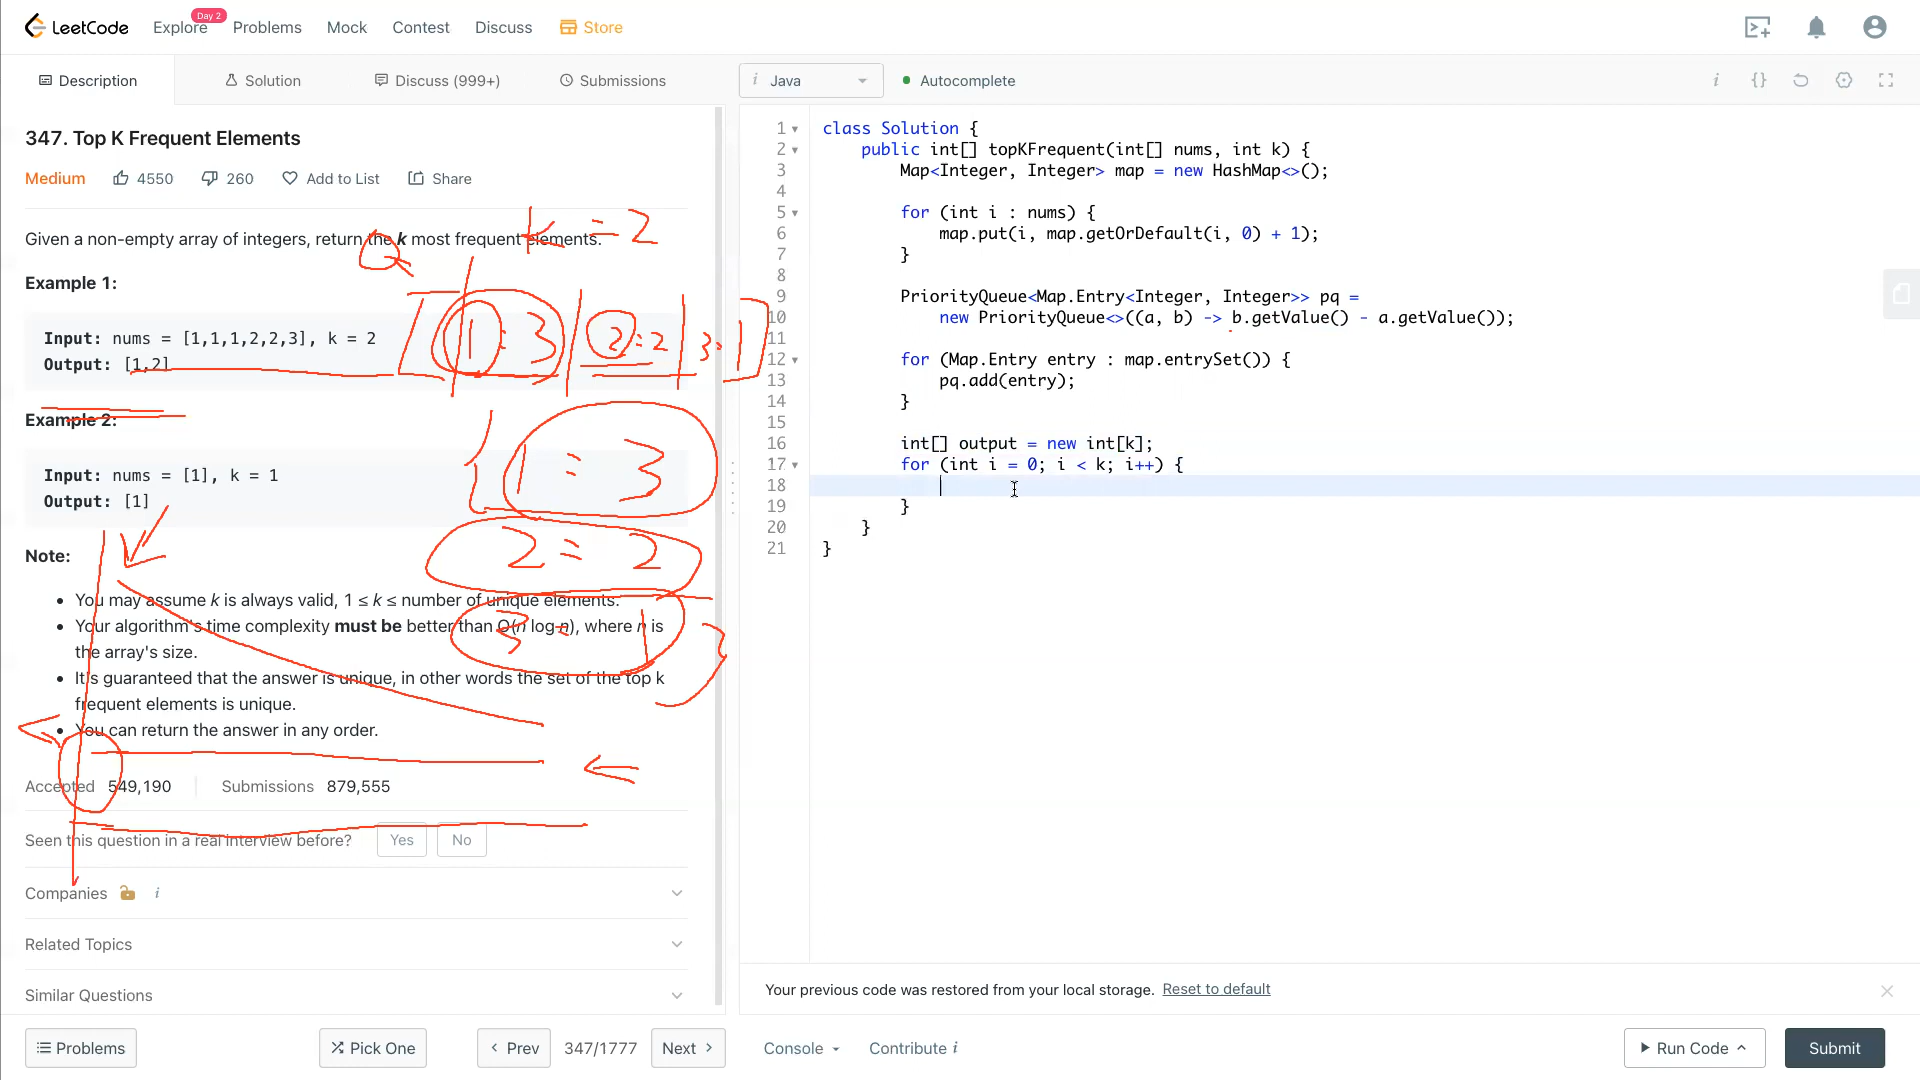 LeetCode
Explore
Day 2
Problems
Mock
Contest
Discuss
Store
Description
Solution
Discuss (999+)
Submissions
347. Top K Frequent Elements
Medium
4550
260
Add to List
Share
Given a non-empty array of integers, return the k most frequent elements.
k = 2
Q
Example 1:
Input: nums = [1,1,1,2,2,3], k = 2
Output: [1,2]
[ 1 : 3 | 2 : 2 | 3 : 1 ]
Example 2:
Input: nums = [1], k = 1
Output: [1]
{ 1 = 3
2 = 2
3 = 1 }
Note:
• You may assume k is always valid, 1 ≤ k ≤ number of unique elements.
• Your algorithm's time complexity must be better than O(n log n), where n is
the array's size.
• It's guaranteed that the answer is unique, in other words the set of the top k
frequent elements is unique.
• You can return the answer in any order.
Accepted 549,190
Submissions 879,555
Seen this question in a real interview before?
Yes
No
Companies i
Related Topics
Similar Questions
Problems
Pick One
Prev
347/1777
Next
i Java
Autocomplete
i
{}
1 class Solution {
2 public int[] topKFrequent(int[] nums, int k) {
3 Map<Integer, Integer> map = new HashMap<>();
4
5 for (int i : nums) {
6 map.put(i, map.getOrDefault(i, 0) + 1);
7 }
8
9 PriorityQueue<Map.Entry<Integer, Integer>> pq =
10 new PriorityQueue<>((a, b) -> b.getValue() - a.getValue());
11
12 for (Map.Entry entry : map.entrySet()) {
13 pq.add(entry);
14 }
15
16 int[] output = new int[k];
17 for (int i = 0; i < k; i++) {
18
19 }
20 }
21 }
Your previous code was restored from your local storage. Reset to default
Console
Contribute i
Run Code
Submit